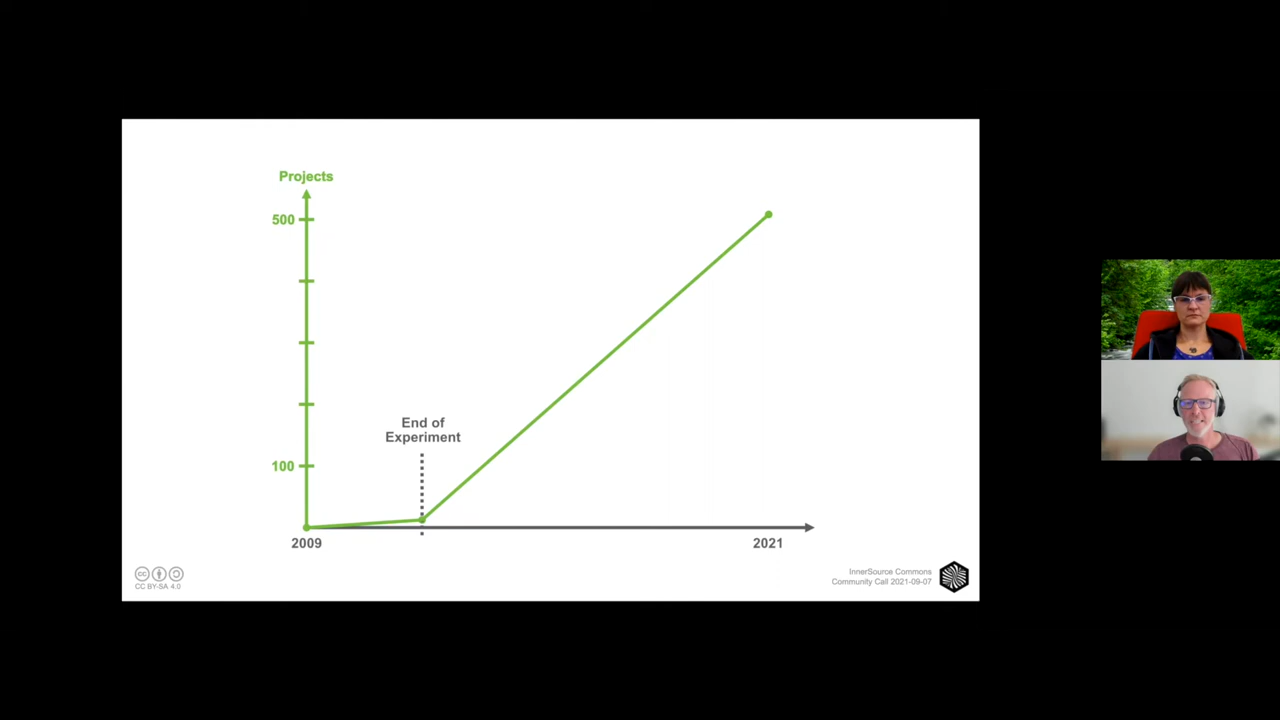 Projects
500
100
End of
Experiment
2009
2021
cc
CC BY-SA 4.0
InnerSource Commons
Community Call 2021-09-07